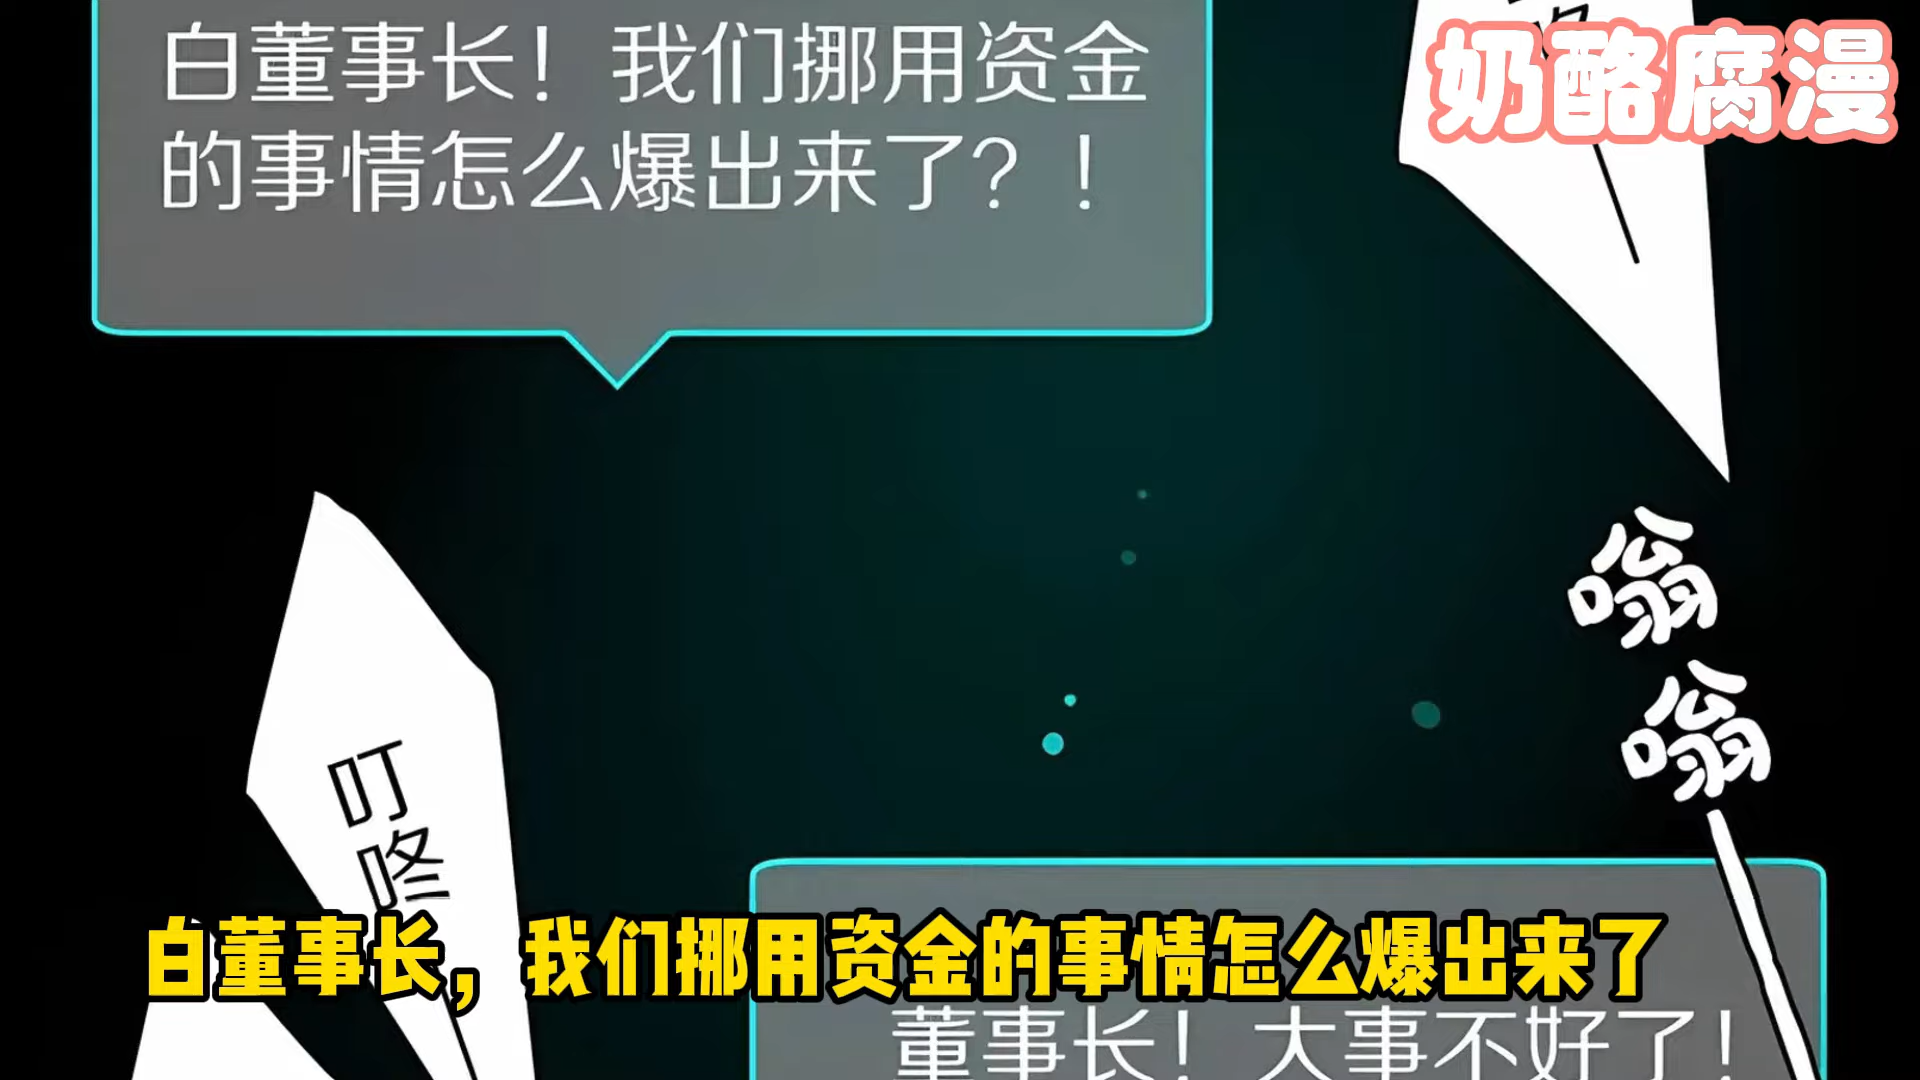 白董事长！我们挪用资金
的事情怎么爆出来了？！
奶酪腐漫
嗡
嗡
叮
咚
白董事长，我们挪用资金的事情怎么爆出来了
董事长！大事不好了！